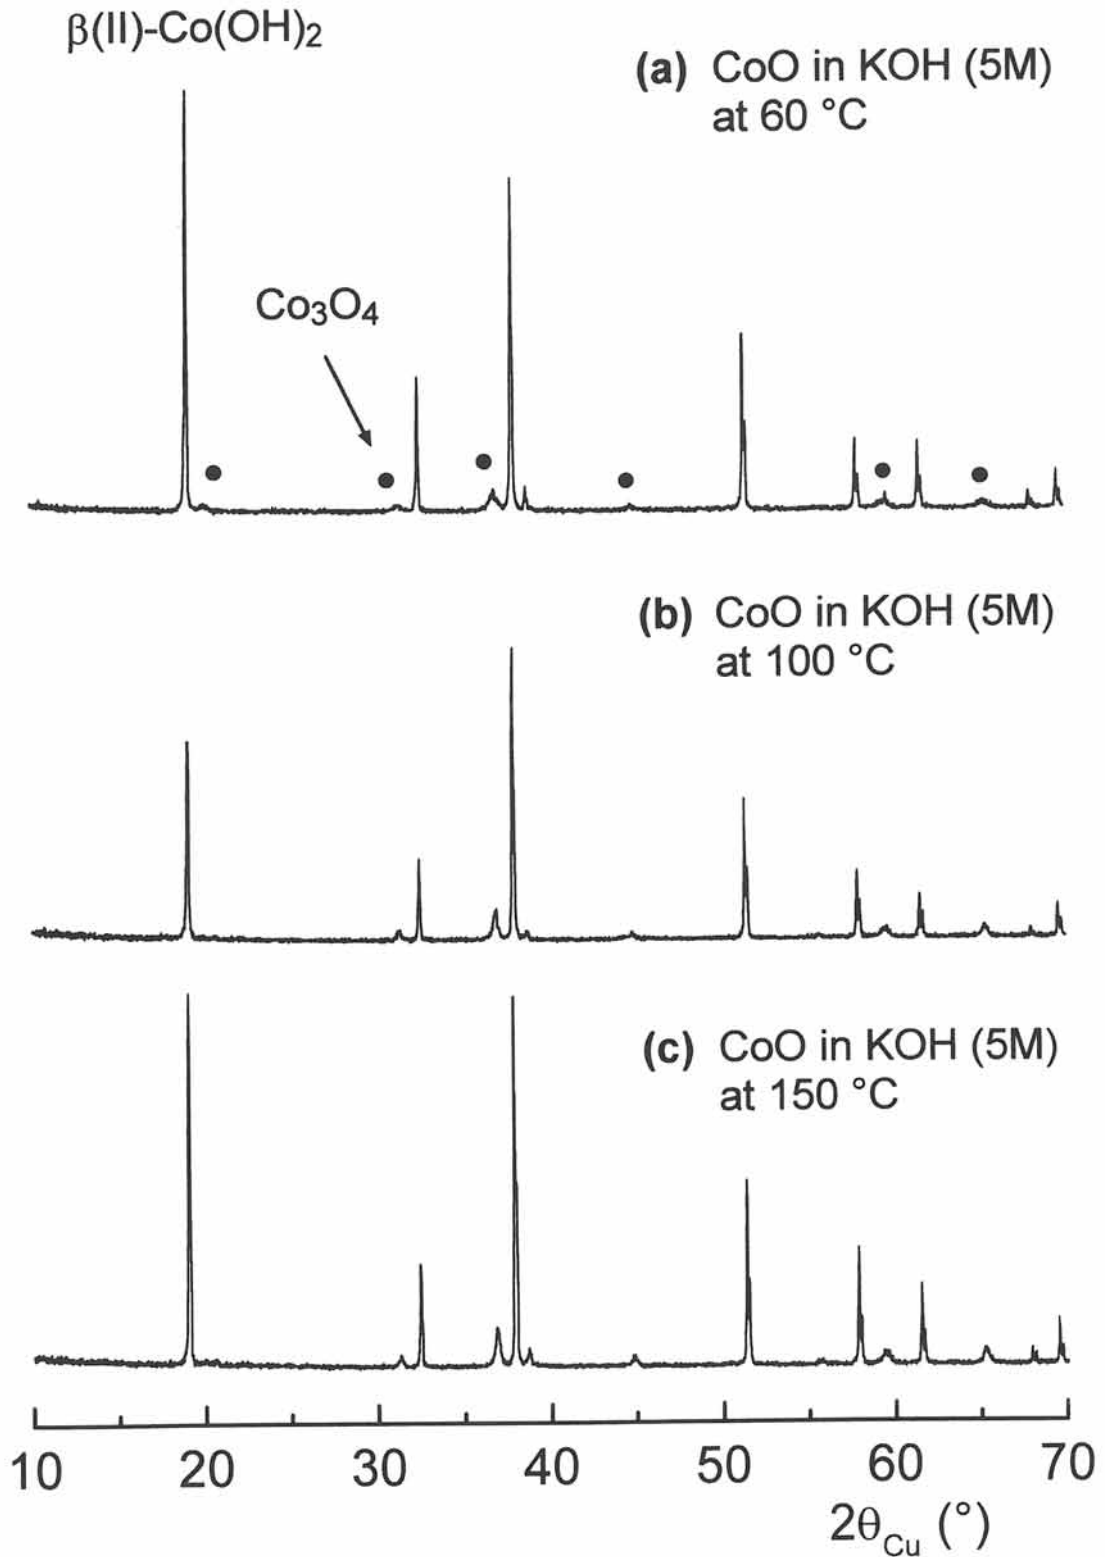 β(II)-Co(OH)₂
(a) CoO in KOH (5M)
at 60 °C
Co₃O₄
(b) CoO in KOH (5M)
at 100 °C
(c) CoO in KOH (5M)
at 150 °C
10 20 30 40 50 60 70
2θCu (°)